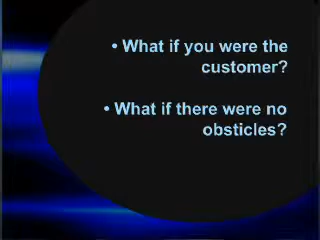 • What if you were the
customer?
• What if there were no
obsticles?